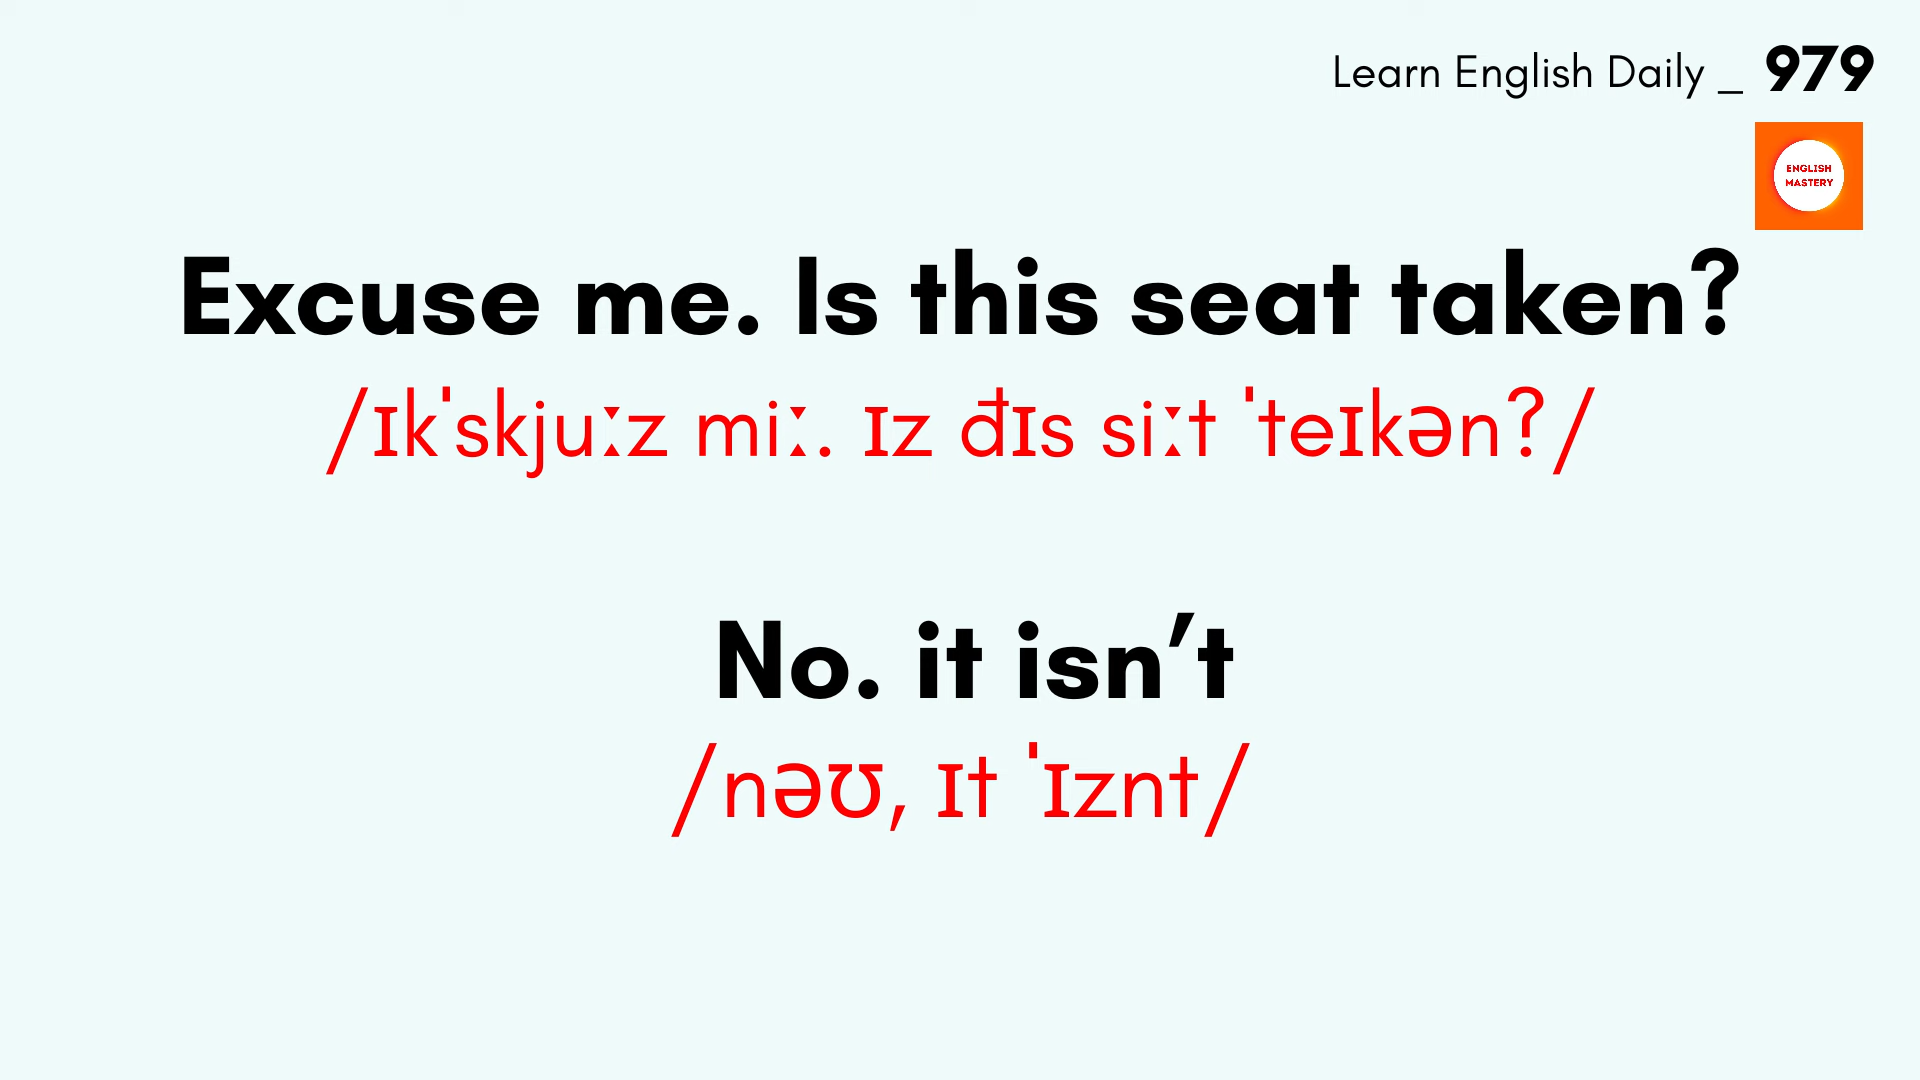 Learn English Daily _ 979
ENGLISH
MASTERY
Excuse me. Is this seat taken?
/ɪkˈskjuːz miː. ɪz đɪs siːt ˈteɪkən?/
No. it isn’t
/nəʊ, ɪt ˈɪznt/